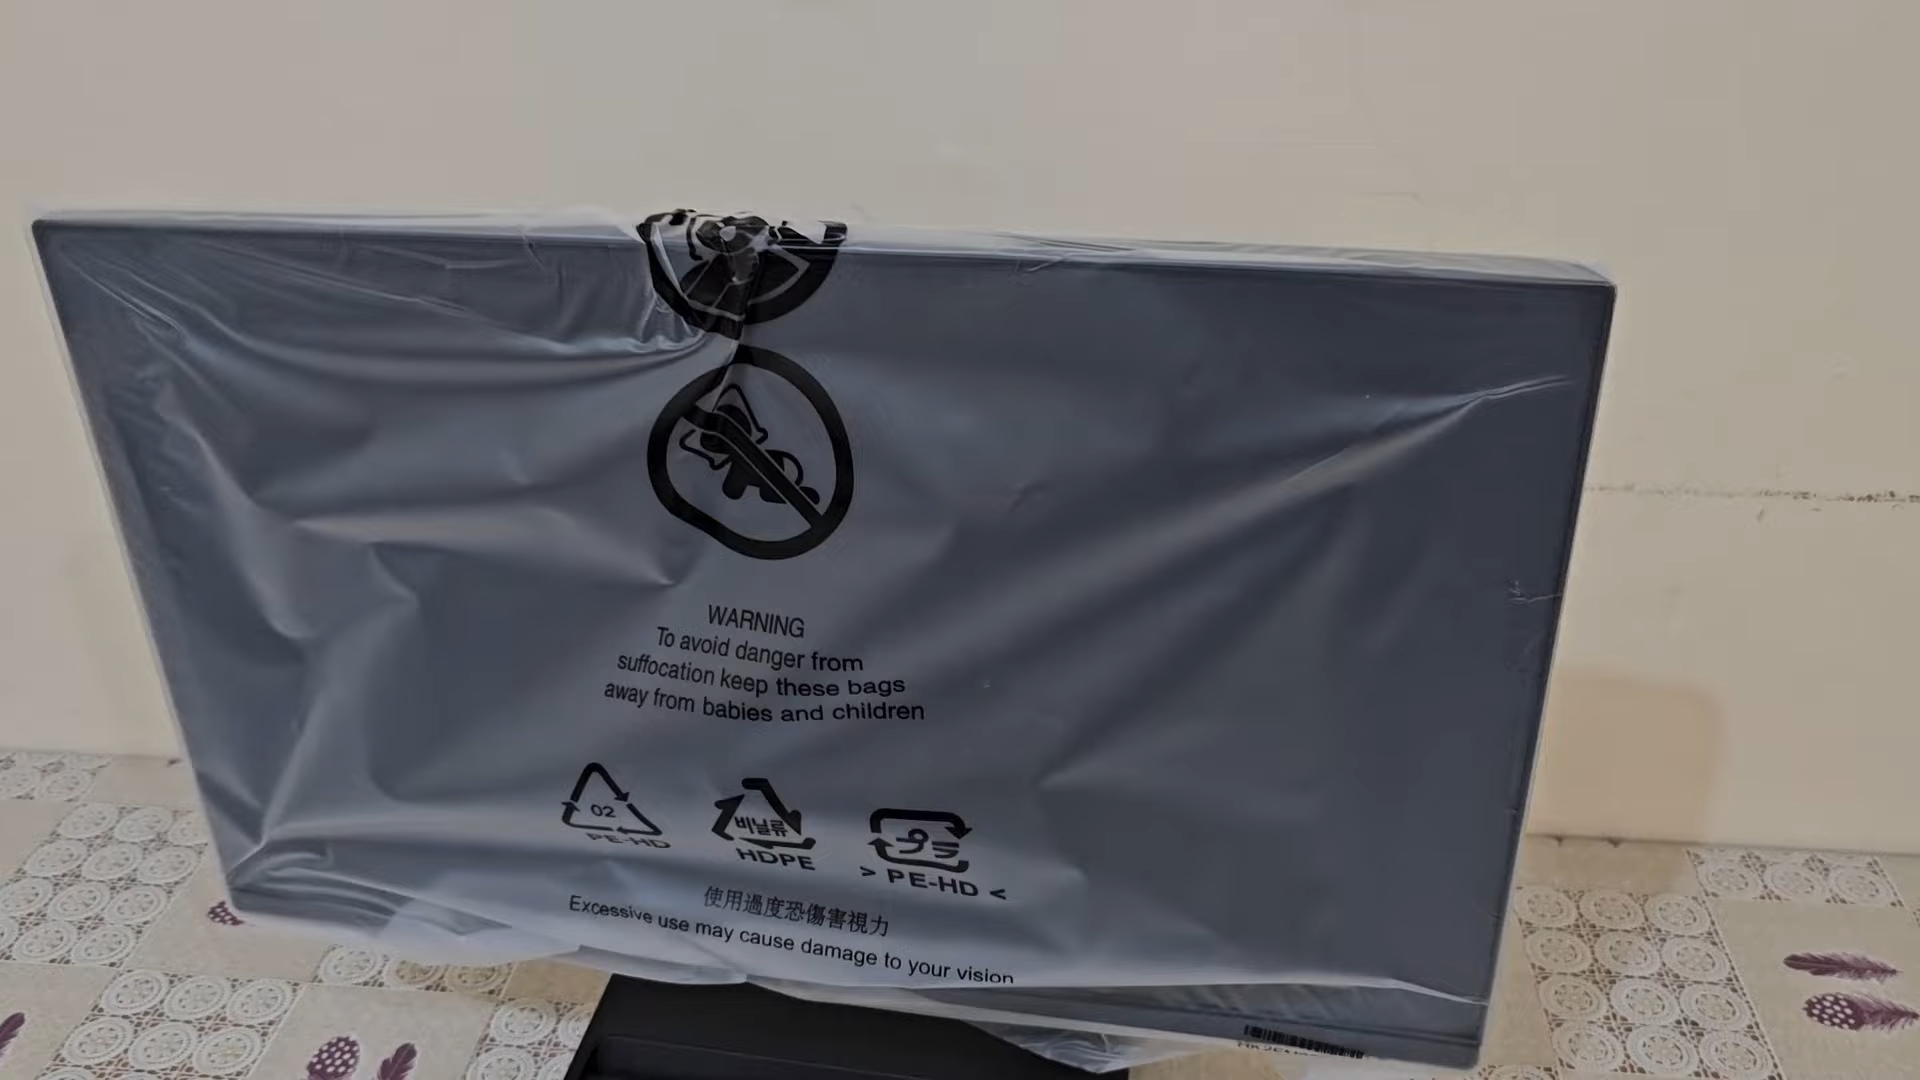 WARNING
To avoid danger from
suffocation keep these bags
away from babies and children
02
PE-HD
비닐류
HDPE
プラ
> PE-HD <
使用過度恐傷害視力
Excessive use may cause damage to your vision